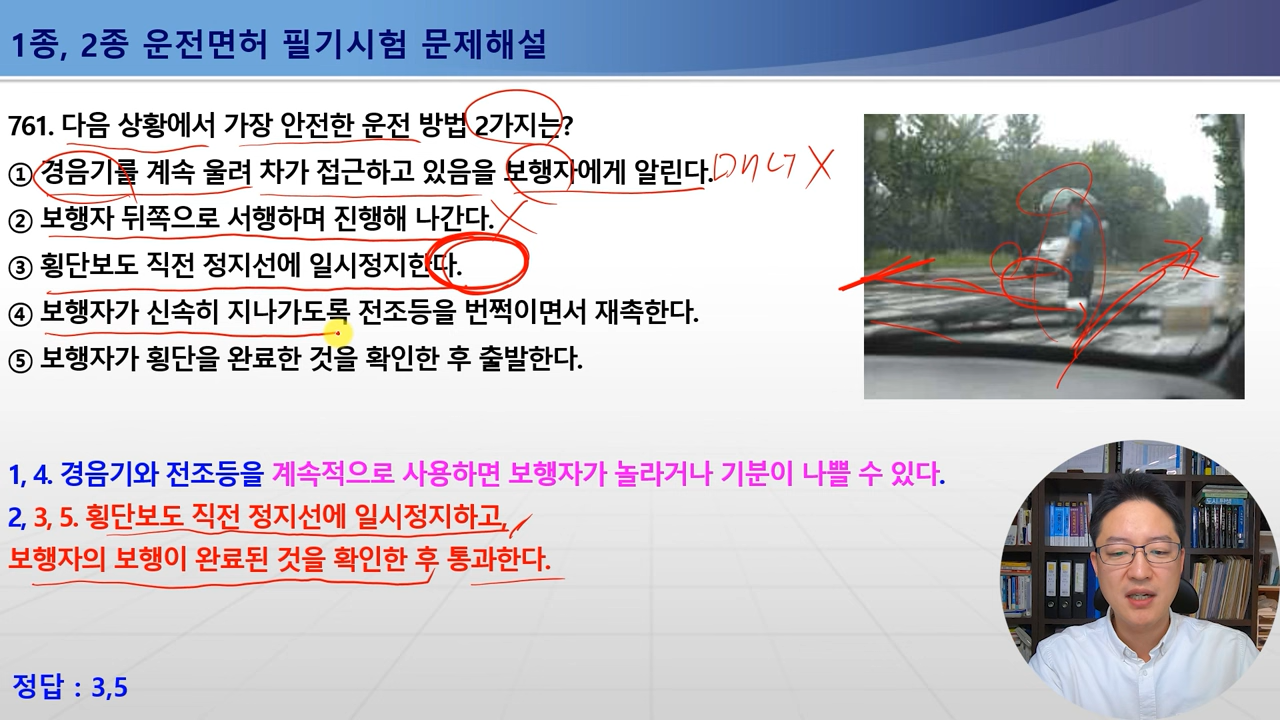 1종, 2종 운전면허 필기시험 문제해설
761. 다음 상황에서 가장 안전한 운전 방법 2가지는?
① 경음기를 계속 울려 차가 접근하고 있음을 보행자에게 알린다. 매너 X
② 보행자 뒤쪽으로 서행하며 진행해 나간다. X
③ 횡단보도 직전 정지선에 일시정지한다.
④ 보행자가 신속히 지나가도록 전조등을 번쩍이면서 재촉한다.
⑤ 보행자가 횡단을 완료한 것을 확인한 후 출발한다.
1, 4. 경음기와 전조등을 계속적으로 사용하면 보행자가 놀라거나 기분이 나쁠 수 있다.
2, 3, 5. 횡단보도 직전 정지선에 일시정지하고,
보행자의 보행이 완료된 것을 확인한 후 통과한다.
정답 : 3,5